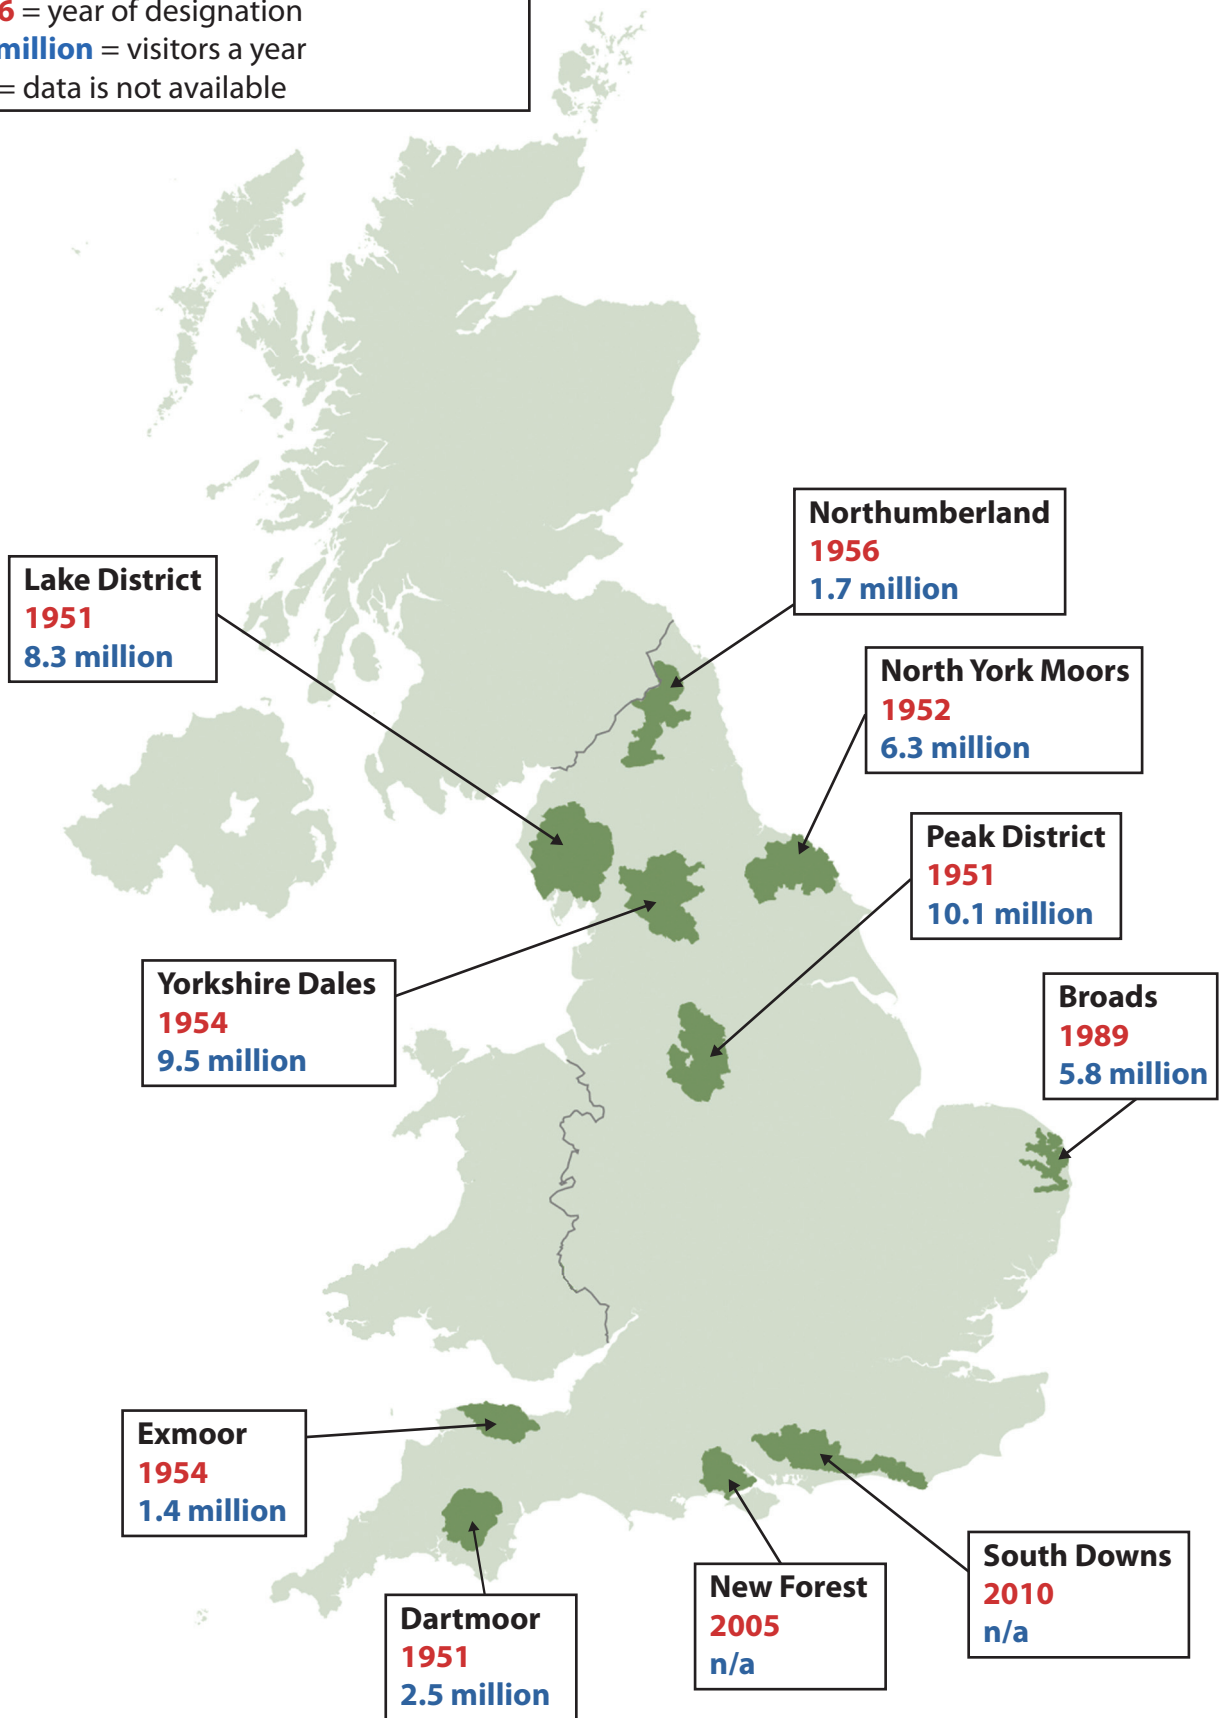 6 = year of designation
million = visitors a year
= data is not available
Northumberland
1956
1.7 million
Lake District
1951
8.3 million
North York Moors
1952
6.3 million
Peak District
1951
10.1 million
Yorkshire Dales
1954
9.5 million
Broads
1989
5.8 million
Exmoor
1954
1.4 million
South Downs
2010
n/a
New Forest
2005
n/a
Dartmoor
1951
2.5 million